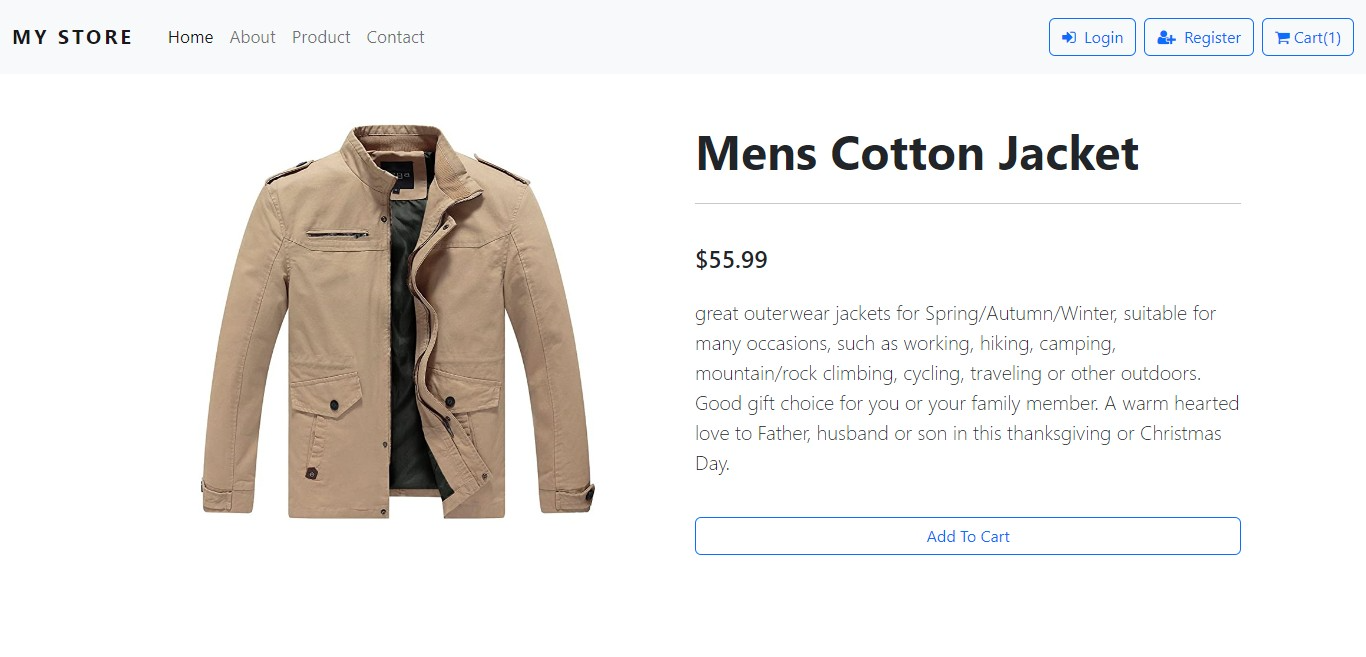 MY STORE Home About Product Contact Login Register Cart(1)
Mens Cotton Jacket
$55.99
great outerwear jackets for Spring/Autumn/Winter, suitable for
many occasions, such as working, hiking, camping,
mountain/rock climbing, cycling, traveling or other outdoors.
Good gift choice for you or your family member. A warm hearted
love to Father, husband or son in this thanksgiving or Christmas
Day.
Add To Cart